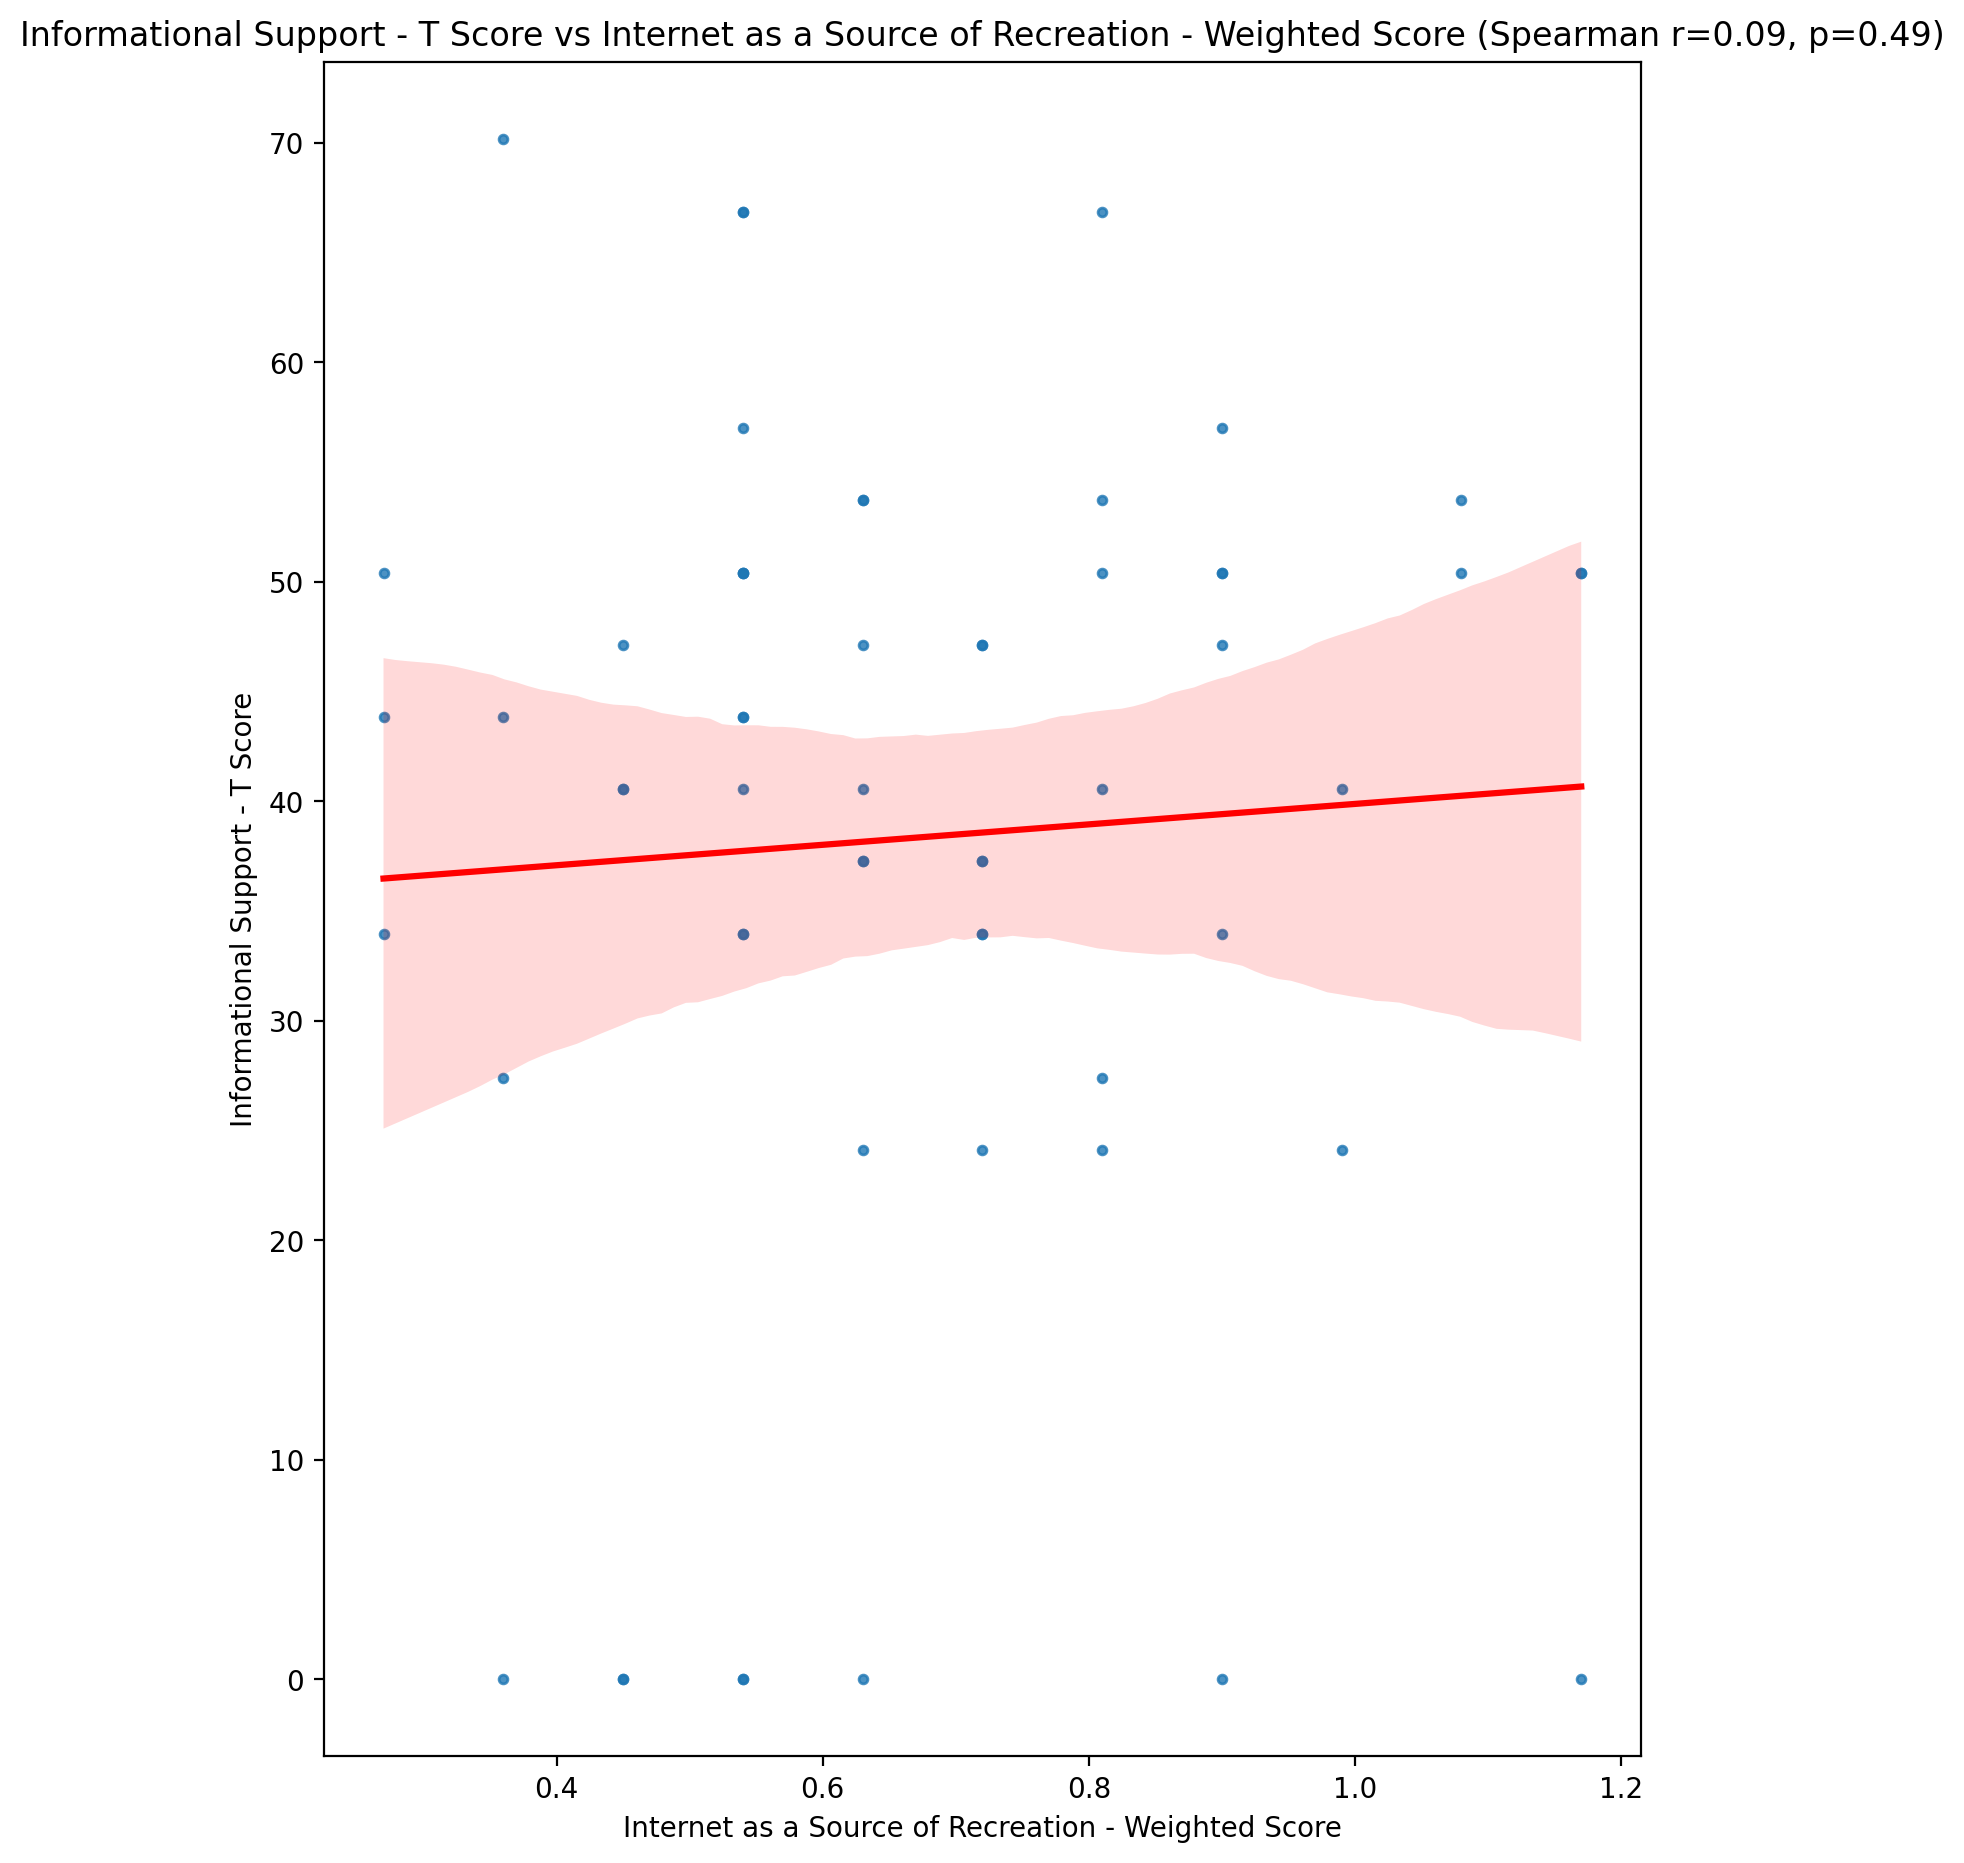 Informational Support - T Score vs Internet as a Source of Recreation - Weighted Score (Spearman r=0.09, p=0.49)
70
60
50
40
30
20
10
0
Informational Support - T Score
0.4 0.6 0.8 1.0 1.2
Internet as a Source of Recreation - Weighted Score